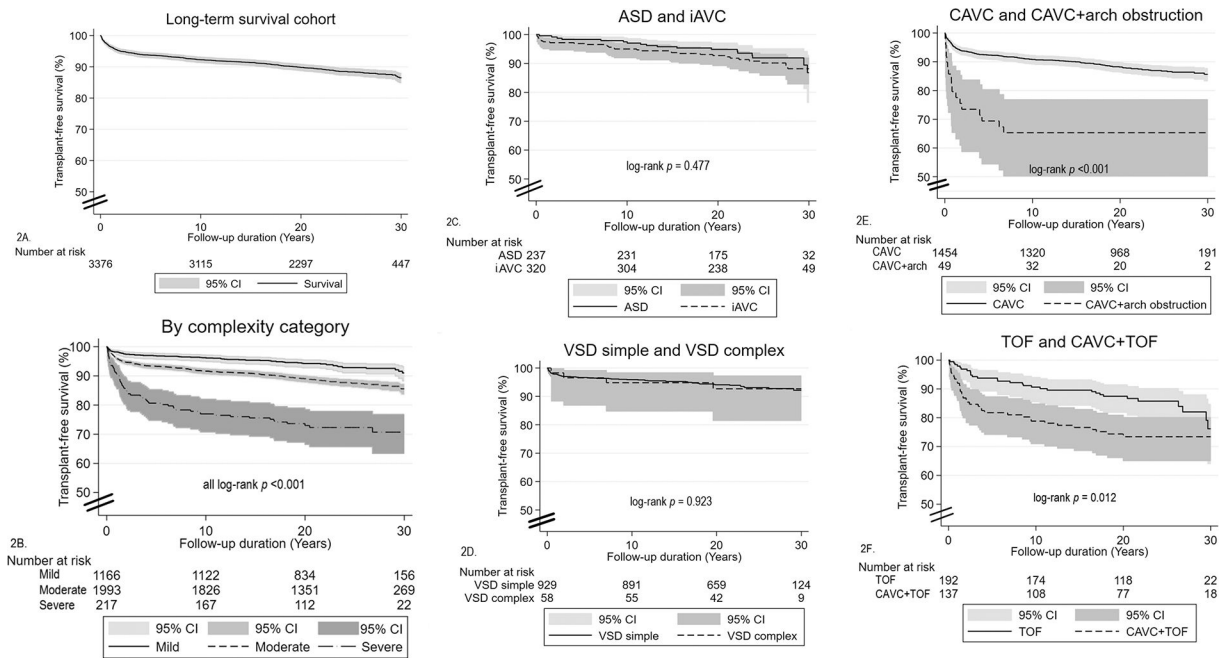 Long-term survival cohort
Transplant-free survival (%)
100
90
80
70
60
50
0 10 20 30
2A. Follow-up duration (Years)
Number at risk
3376 3115 2297 447
95% CI Survival
By complexity category
Transplant-free survival (%)
100
90
80
70
60
50
all log-rank p <0.001
0 10 20 30
2B. Follow-up duration (Years)
Number at risk
Mild 1166 1122 834 156
Moderate 1993 1826 1351 269
Severe 217 167 112 22
95% CI 95% CI 95% CI
Mild Moderate Severe
ASD and iAVC
Transplant-free survival (%)
100
90
80
70
60
50
log-rank p = 0.477
0 10 20 30
2C. Follow-up duration (Years)
Number at risk
ASD 237 231 175 32
iAVC 320 304 238 49
95% CI 95% CI
ASD iAVC
VSD simple and VSD complex
Transplant-free survival (%)
100
90
80
70
60
50
log-rank p = 0.923
0 10 20 30
2D. Follow-up duration (Years)
Number at risk
VSD simple 929 891 659 124
VSD complex 58 55 42 9
95% CI 95% CI
VSD simple VSD complex
CAVC and CAVC+arch obstruction
Transplant-free survival (%)
100
90
80
70
60
50
log-rank p <0.001
0 10 20 30
2E. Follow-up duration (Years)
Number at risk
CAVC 1454 1320 968 191
CAVC+arch 49 32 20 2
95% CI 95% CI
CAVC CAVC+arch obstruction
TOF and CAVC+TOF
Transplant-free survival (%)
100
90
80
70
60
50
log-rank p = 0.012
0 10 20 30
2F. Follow-up duration (Years)
Number at risk
TOF 192 174 118 22
CAVC+TOF 137 108 77 18
95% CI 95% CI
TOF CAVC+TOF